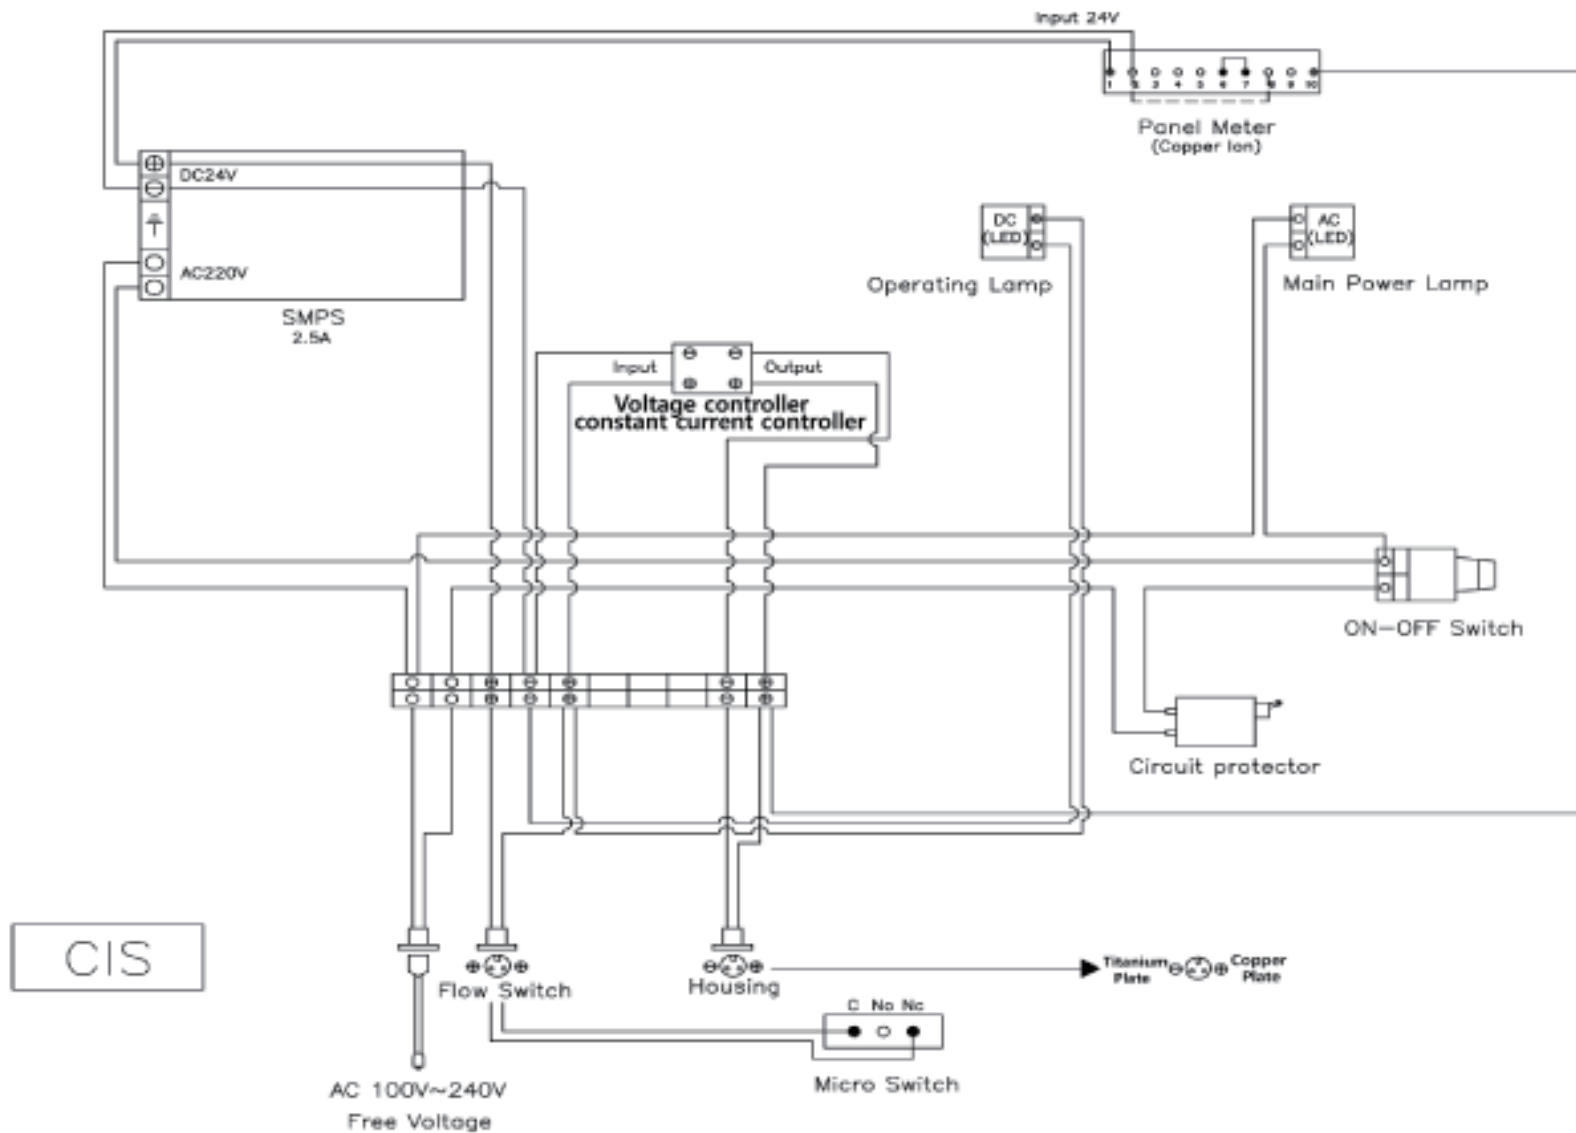 Input 24V
1 2 3 4 5 6 7 8 9 10
Panel Meter
(Copper Ion)
DC24V
AC220V
SMPS
2.5A
DC
(LED)
Operating Lamp
AC
(LED)
Main Power Lamp
Input
Output
Voltage controller
constant current controller
ON-OFF Switch
Circuit protector
CIS
Flow Switch
Housing
Titanium
Plate
Copper
Plate
C No Nc
Micro Switch
AC 100V~240V
Free Voltage